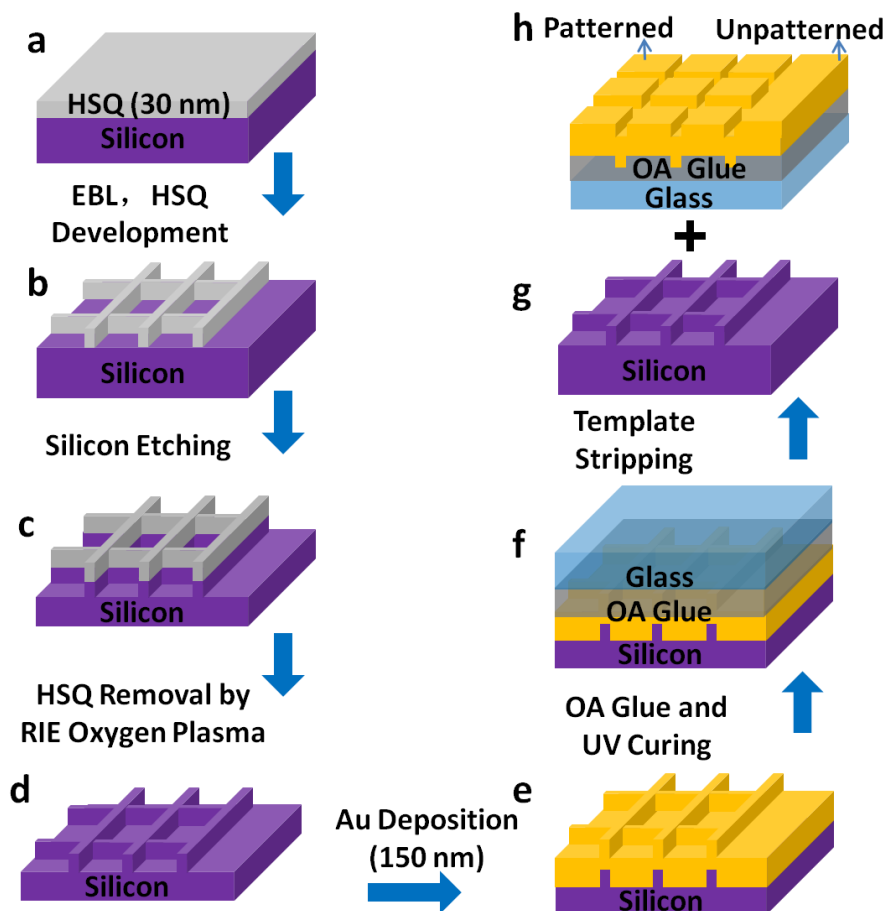 a
HSQ (30 nm)
Silicon
EBL， HSQ
Development
b
Silicon
Silicon Etching
c
Silicon
HSQ Removal by
RIE Oxygen Plasma
d
Silicon
Au Deposition
(150 nm)
e
Silicon
OA Glue and
UV Curing
f
Glass
OA Glue
Silicon
Template
Stripping
g
Silicon
+
h
Patterned
Unpatterned
OA Glue
Glass